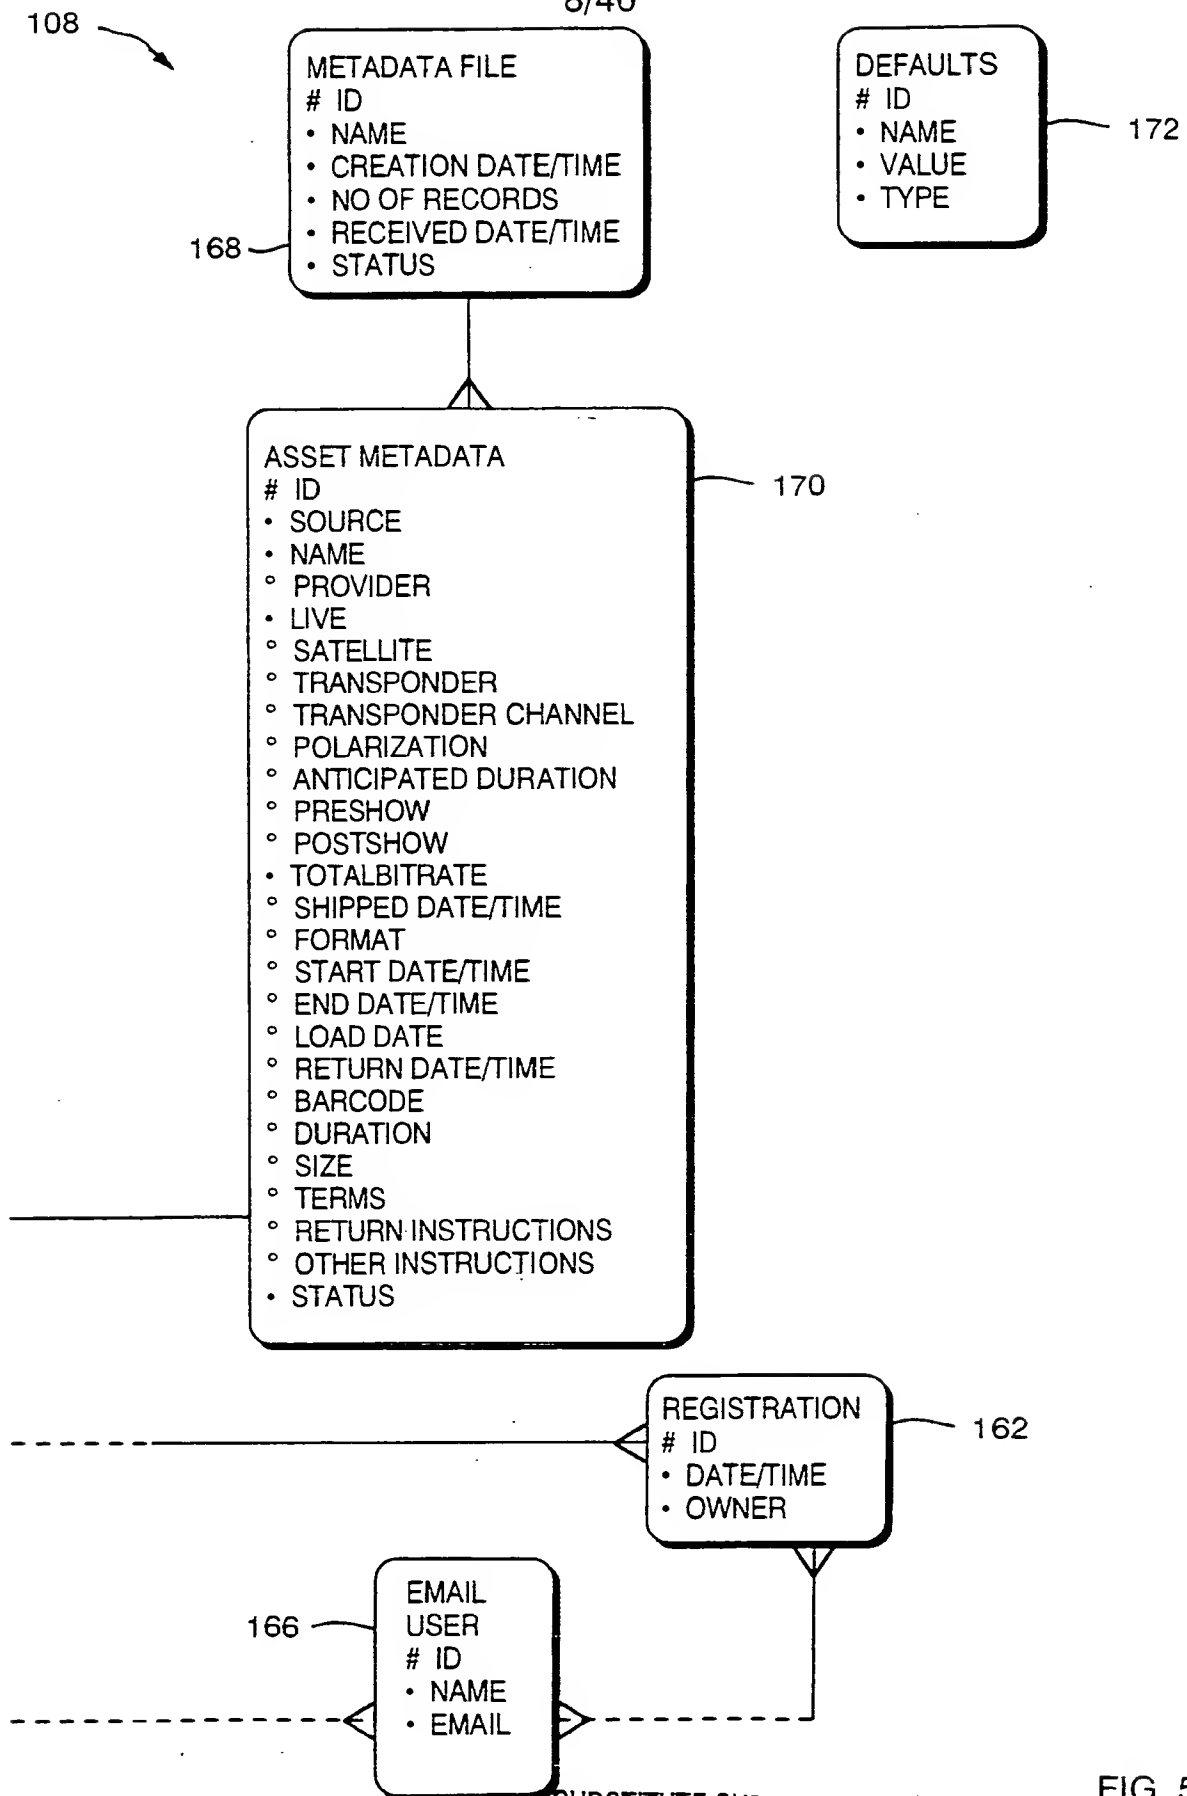 8/40
108
METADATA FILE
# ID
• NAME
• CREATION DATE/TIME
• NO OF RECORDS
• RECEIVED DATE/TIME
• STATUS
168
DEFAULTS
# ID
• NAME
• VALUE
• TYPE
172
ASSET METADATA
# ID
• SOURCE
• NAME
° PROVIDER
• LIVE
° SATELLITE
° TRANSPONDER
° TRANSPONDER CHANNEL
° POLARIZATION
° ANTICIPATED DURATION
° PRESHOW
° POSTSHOW
• TOTALBITRATE
° SHIPPED DATE/TIME
° FORMAT
° START DATE/TIME
° END DATE/TIME
° LOAD DATE
° RETURN DATE/TIME
° BARCODE
° DURATION
° SIZE
° TERMS
° RETURN INSTRUCTIONS
° OTHER INSTRUCTIONS
• STATUS
170
REGISTRATION
# ID
• DATE/TIME
• OWNER
162
EMAIL
USER
# ID
• NAME
• EMAIL
166
FIG. 5